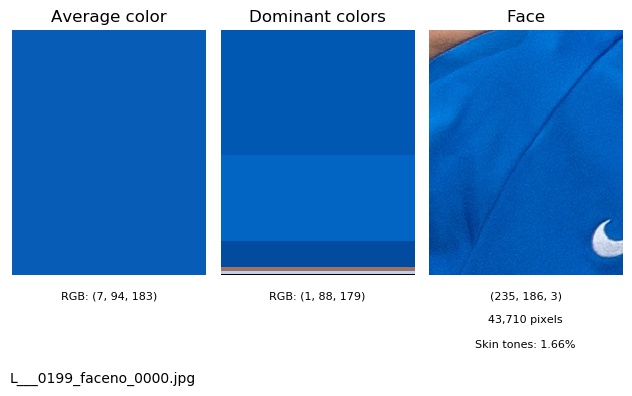 Average color
Dominant colors
Face
RGB: (7, 94, 183)
RGB: (1, 88, 179)
(235, 186, 3)
43,710 pixels
Skin tones: 1.66%
L___0199_faceno_0000.jpg